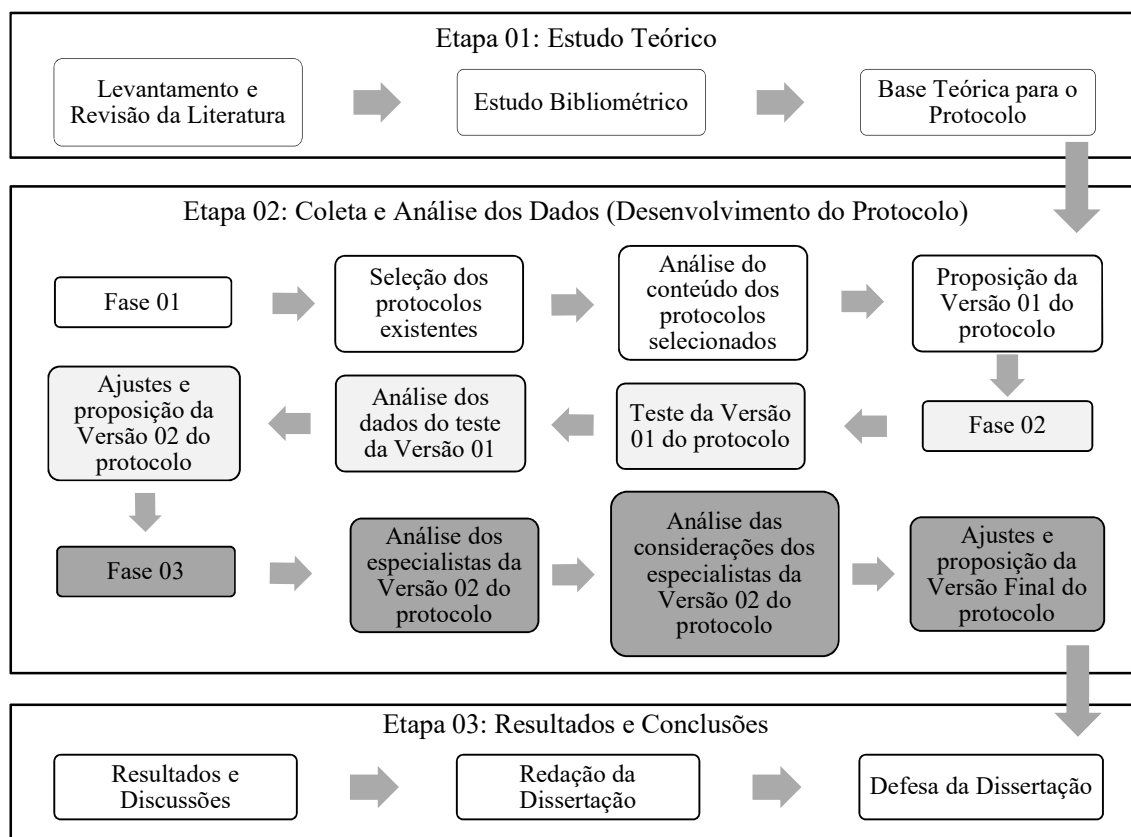 Etapa 01: Estudo Teórico
Levantamento e
Revisão da Literatura
Estudo Bibliométrico
Base Teórica para o
Protocolo
Etapa 02: Coleta e Análise dos Dados (Desenvolvimento do Protocolo)
Fase 01
Seleção dos
protocolos
existentes
Análise do
conteúdo dos
protocolos
selecionados
Proposição da
Versão 01 do
protocolo
Fase 02
Teste da Versão
01 do protocolo
Análise dos
dados do teste
da Versão 01
Ajustes e
proposição da
Versão 02 do
protocolo
Fase 03
Análise dos
especialistas da
Versão 02 do
protocolo
Análise das
considerações dos
especialistas da
Versão 02 do
protocolo
Ajustes e
proposição da
Versão Final do
protocolo
Etapa 03: Resultados e Conclusões
Resultados e
Discussões
Redação da
Dissertação
Defesa da Dissertação